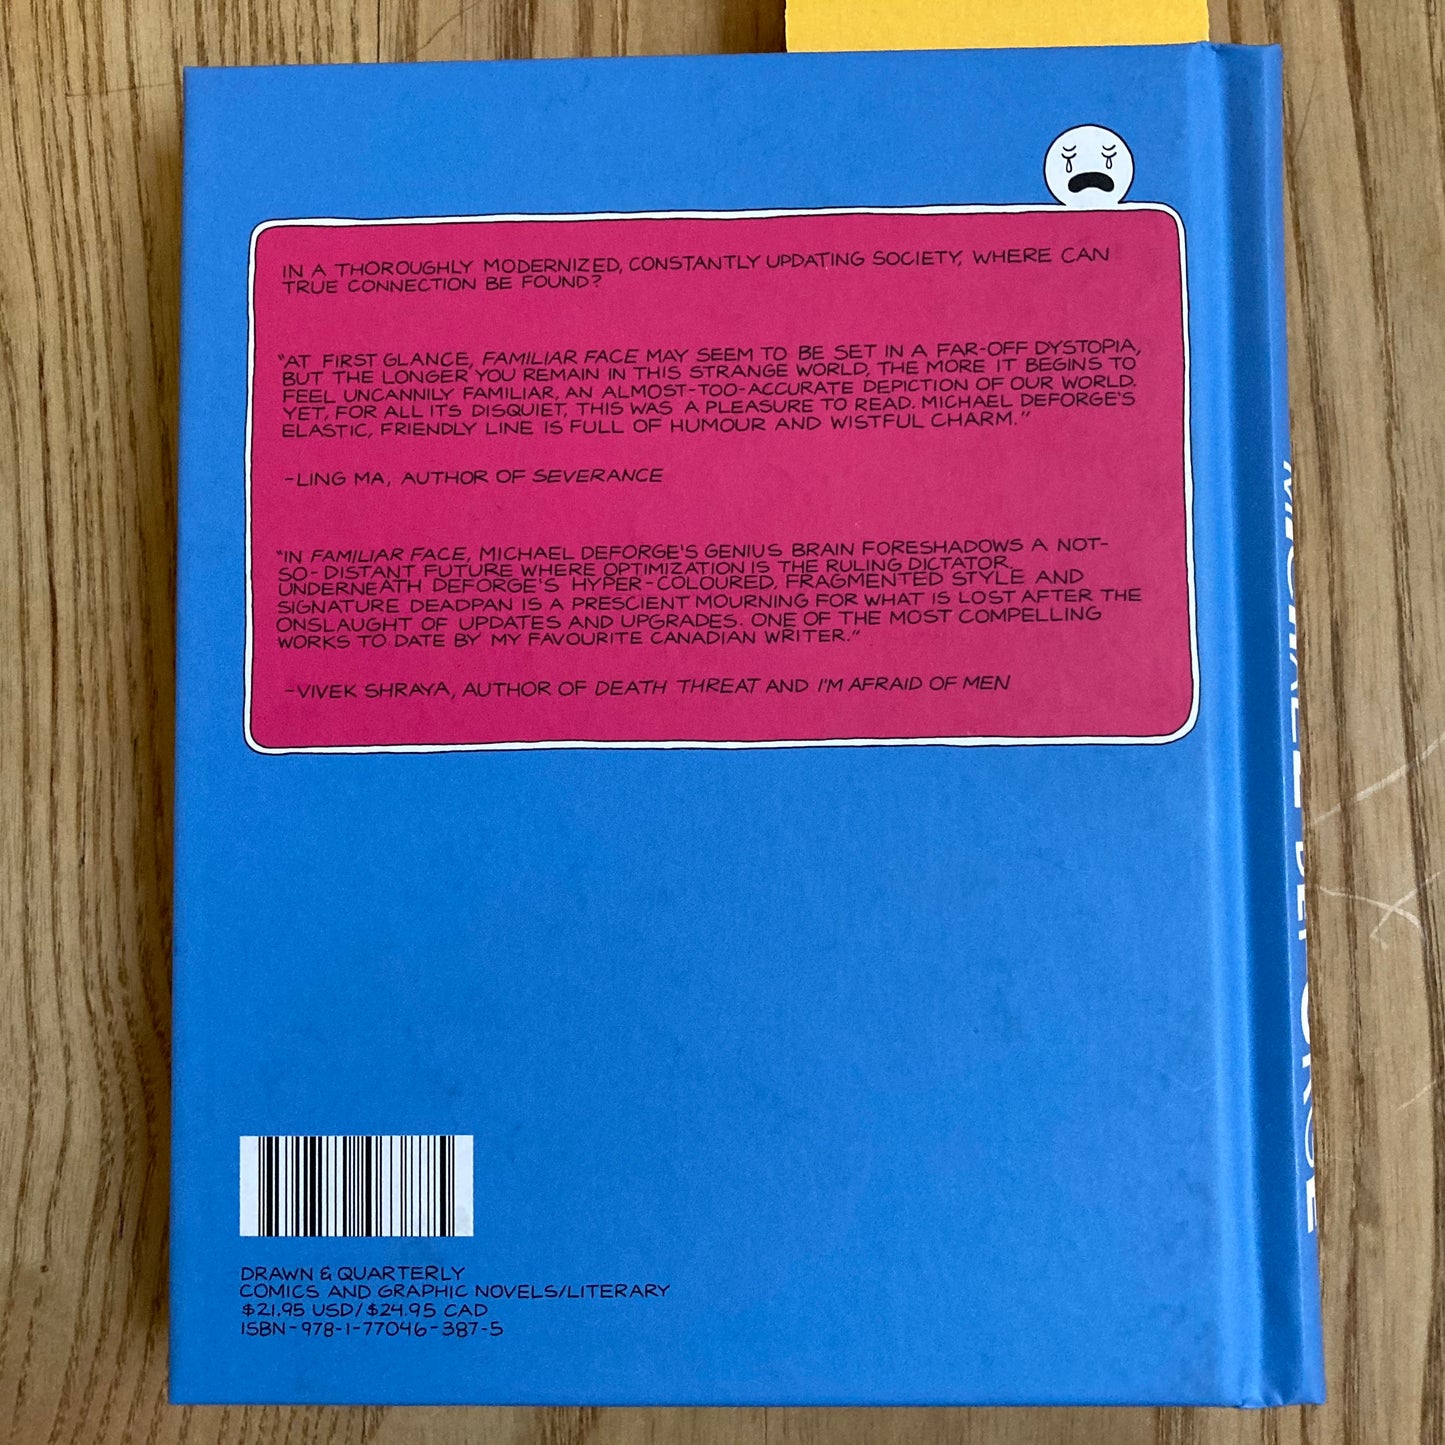 IN A THOROUGHLY MODERNIZED, CONSTANTLY UPDATING SOCIETY, WHERE CAN
TRUE CONNECTION BE FOUND?
"AT FIRST GLANCE, FAMILIAR FACE MAY SEEM TO BE SET IN A FAR-OFF DYSTOPIA,
BUT THE LONGER YOU REMAIN IN THIS STRANGE WORLD, THE MORE IT BEGINS TO
FEEL UNCANNILY FAMILIAR, AN ALMOST-TOO-ACCURATE DEPICTION OF OUR WORLD.
YET, FOR ALL ITS DISQUIET, THIS WAS A PLEASURE TO READ. MICHAEL DEFORGE'S
ELASTIC, FRIENDLY LINE IS FULL OF HUMOUR AND WISTFUL CHARM."
-LING MA, AUTHOR OF SEVERANCE
"IN FAMILIAR FACE, MICHAEL DEFORGE'S GENIUS BRAIN FORESHADOWS A NOT-
SO-DISTANT FUTURE WHERE OPTIMIZATION IS THE RULING DICTATOR.
UNDERNEATH DEFORGE'S HYPER-COLOURED, FRAGMENTED STYLE AND
SIGNATURE DEADPAN IS A PRESCIENT MOURNING FOR WHAT IS LOST AFTER THE
ONSLAUGHT OF UPDATES AND UPGRADES. ONE OF THE MOST COMPELLING
WORKS TO DATE BY MY FAVOURITE CANADIAN WRITER."
-VIVEK SHRAYA, AUTHOR OF DEATH THREAT AND I'M AFRAID OF MEN
DRAWN & QUARTERLY
COMICS AND GRAPHIC NOVELS/LITERARY
$21.95 USD/$24.95 CAD
ISBN-978-1-77046-387-5
MICHAEL DEFORGE